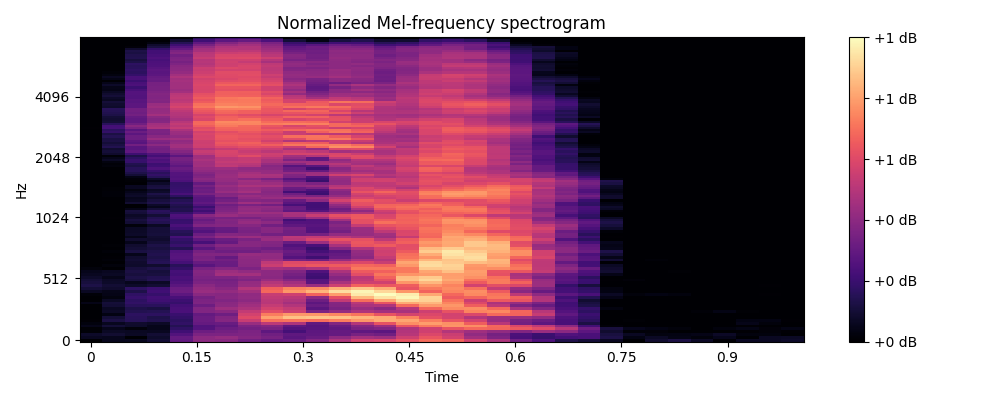 Normalized Mel-frequency spectrogram
Hz
4096
2048
1024
512
0
0 0.15 0.3 0.45 0.6 0.75 0.9
Time
+1 dB
+1 dB
+1 dB
+0 dB
+0 dB
+0 dB